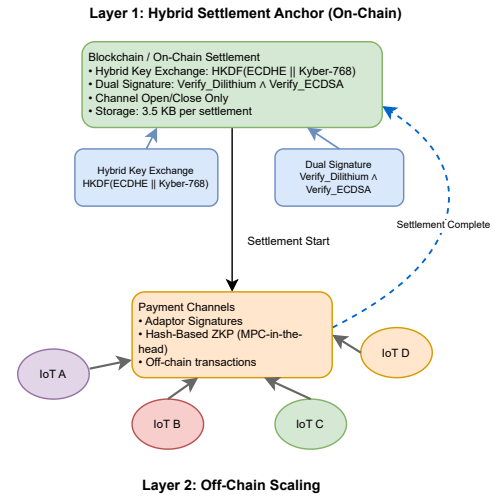 Layer 1: Hybrid Settlement Anchor (On-Chain)
Blockchain / On-Chain Settlement
• Hybrid Key Exchange: HKDF(ECDHE || Kyber-768)
• Dual Signature: Verify_Dilithium ∧ Verify_ECDSA
• Channel Open/Close Only
• Storage: 3.5 KB per settlement
Hybrid Key Exchange
HKDF(ECDHE || Kyber-768)
Dual Signature
Verify_Dilithium ∧
Verify_ECDSA
Settlement Complete
Settlement Start
Payment Channels
• Adaptor Signatures
• Hash-Based ZKP (MPC-in-the-
head)
• Off-chain transactions
IoT D
IoT A
IoT B
IoT C
Layer 2: Off-Chain Scaling